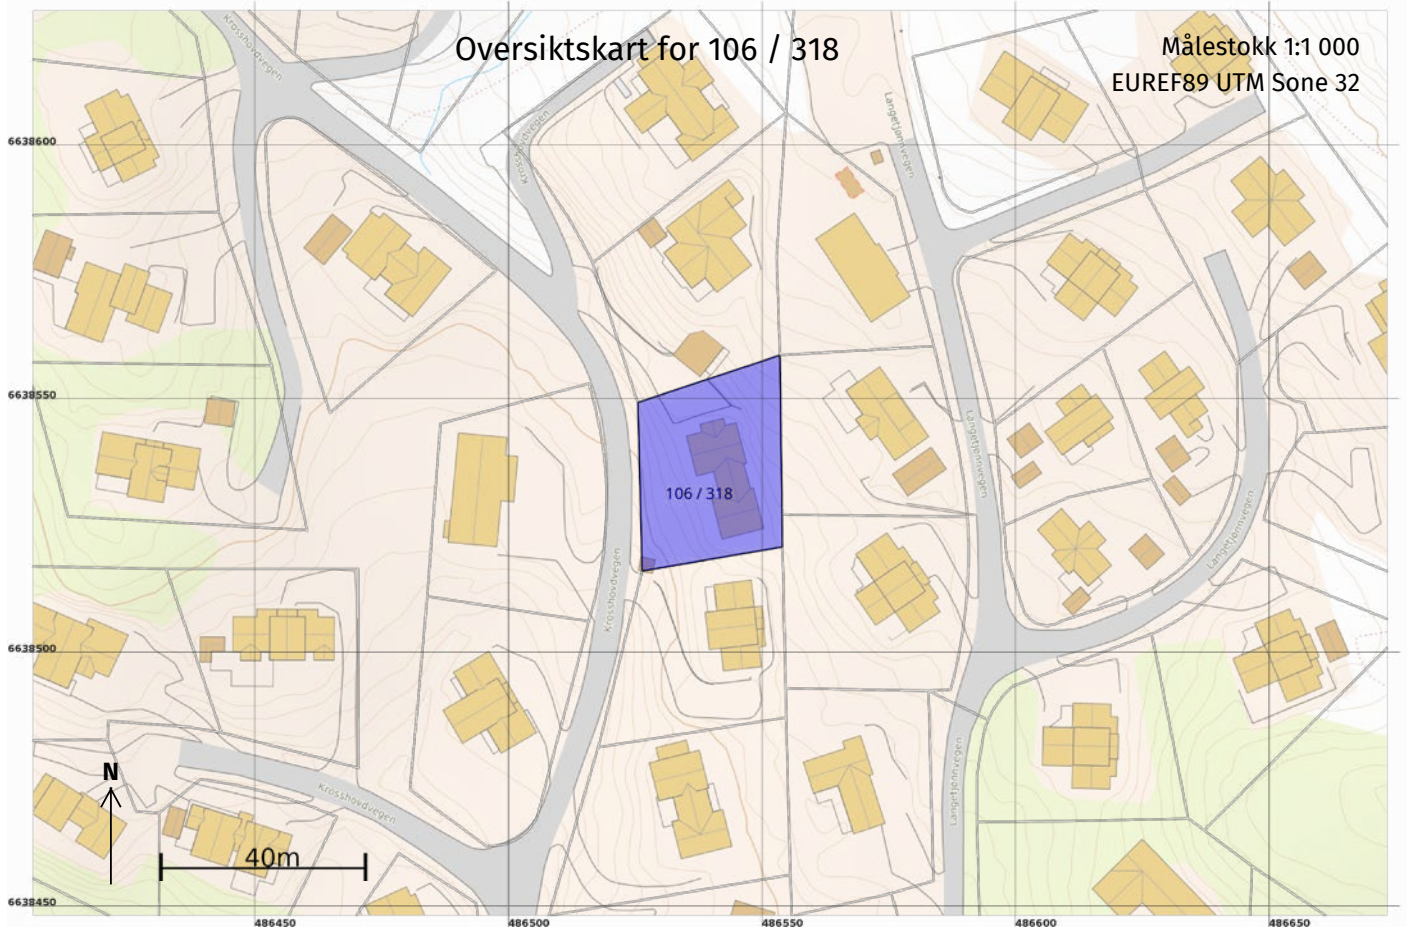 Oversiktskart for 106 / 318
Målestokk 1:1 000
EUREF89 UTM Sone 32
Krosshovdvegen
Krosshovdvegen
Langetjønnvegen
6638600
6638550
Langetjønnvegen
106 / 318
Langetjønnvegen
Krosshovdvegen
6638500
Langetjønnvegen
N
Krosshovdvegen
40m
6638450
486450
486500
486550
486600
486650